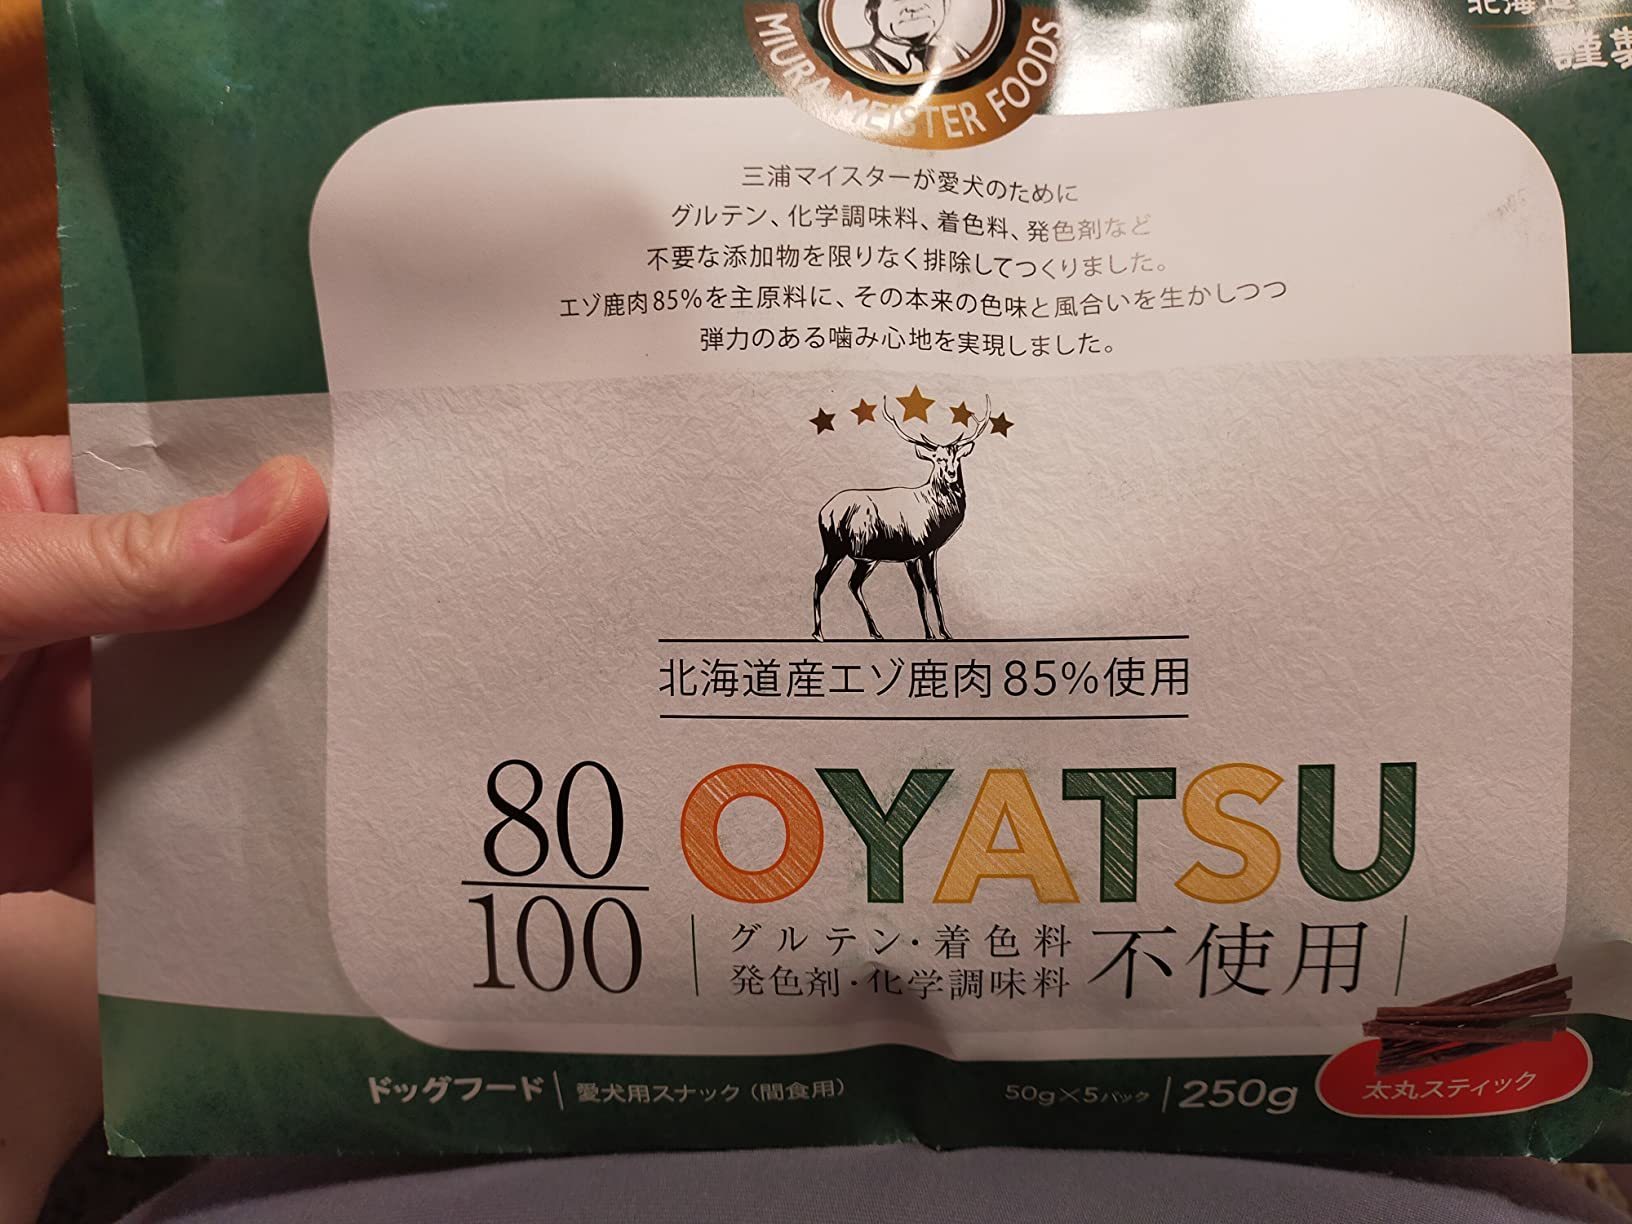 北海道
謹製
MIURA MEISTER FOODS
三浦マイスターが愛犬のために
グルテン、化学調味料、着色料、発色剤など
不要な添加物を限りなく排除してつくりました。
エゾ鹿肉85%を主原料に、その本来の色味と風合いを生かしつつ
弾力のある噛み心地を実現しました。
北海道産エゾ鹿肉85%使用
80
100
OYATSU
グルテン・着色料
発色剤・化学調味料
不使用
ドッグフード 愛犬用スナック(間食用) 50g×5パック 250g
太丸スティック